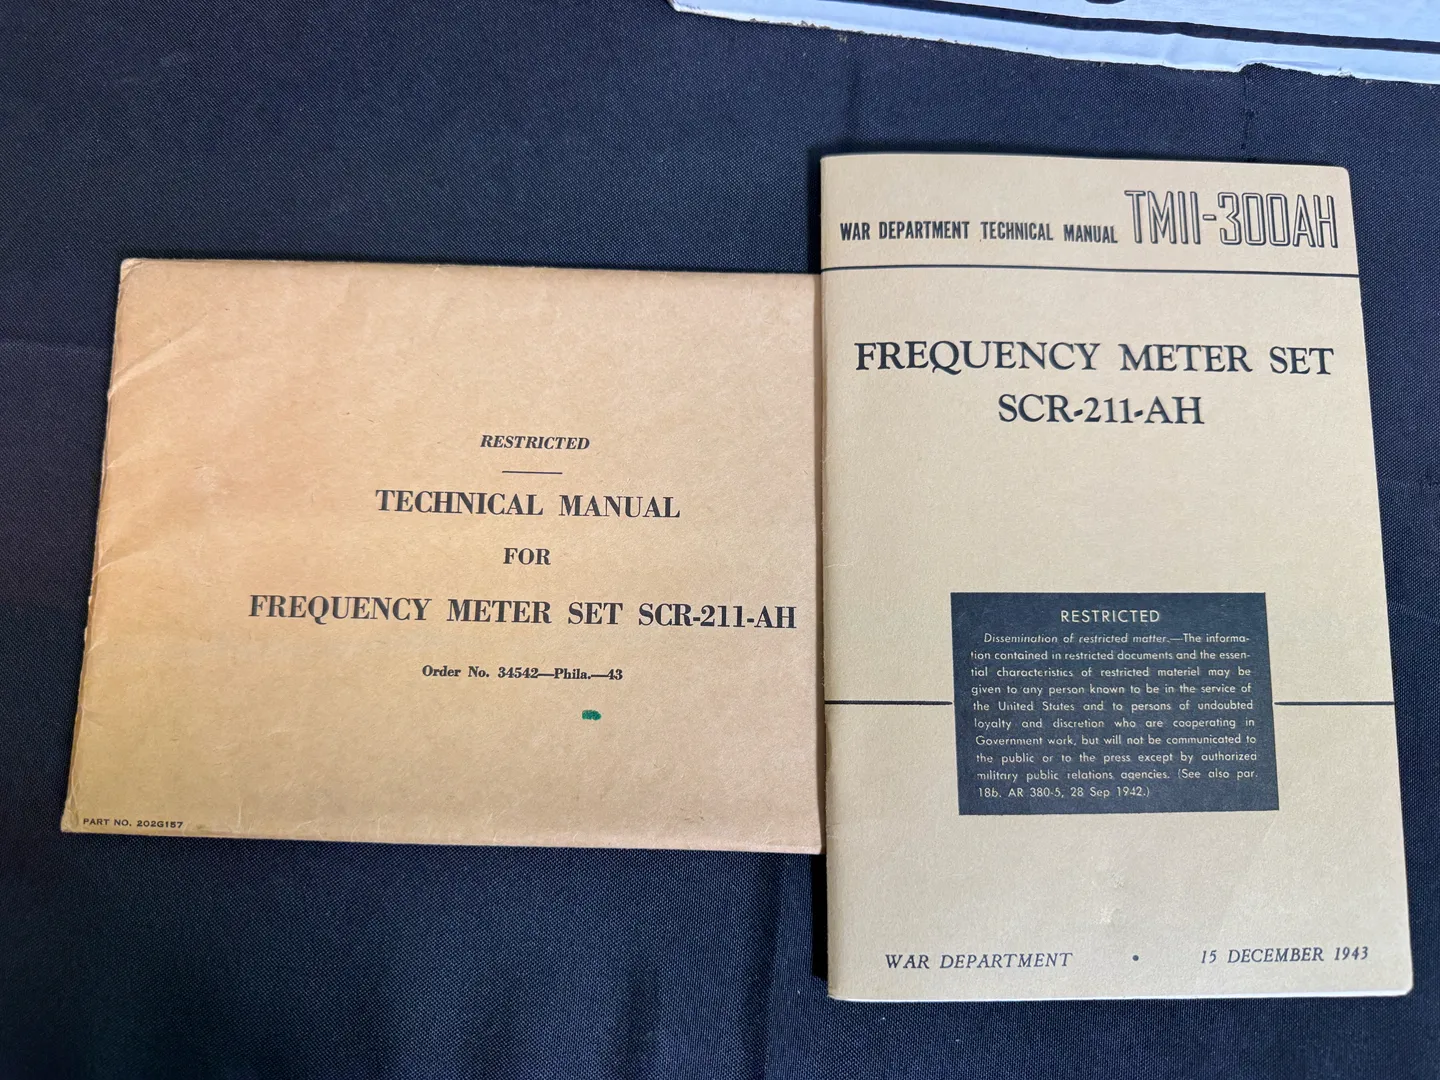 RESTRICTED
TECHNICAL MANUAL
FOR
FREQUENCY METER SET SCR-211-AH
Order No. 34542—Phila.—43
PART NO. 202G157
WAR DEPARTMENT TECHNICAL MANUAL TM11-300AH
FREQUENCY METER SET
SCR-211-AH
RESTRICTED
Dissemination of restricted matter.—The informa-
tion contained in restricted documents and the essen-
tial characteristics of restricted materiel may be
given to any person known to be in the service of
the United States and to persons of undoubted
loyalty and discretion who are cooperating in
Government work, but will not be communicated to
the public or to the press except by authorized
military public relations agencies. (See also par.
18b, AR 380-5, 28 Sep 1942.)
WAR DEPARTMENT • 15 DECEMBER 1943